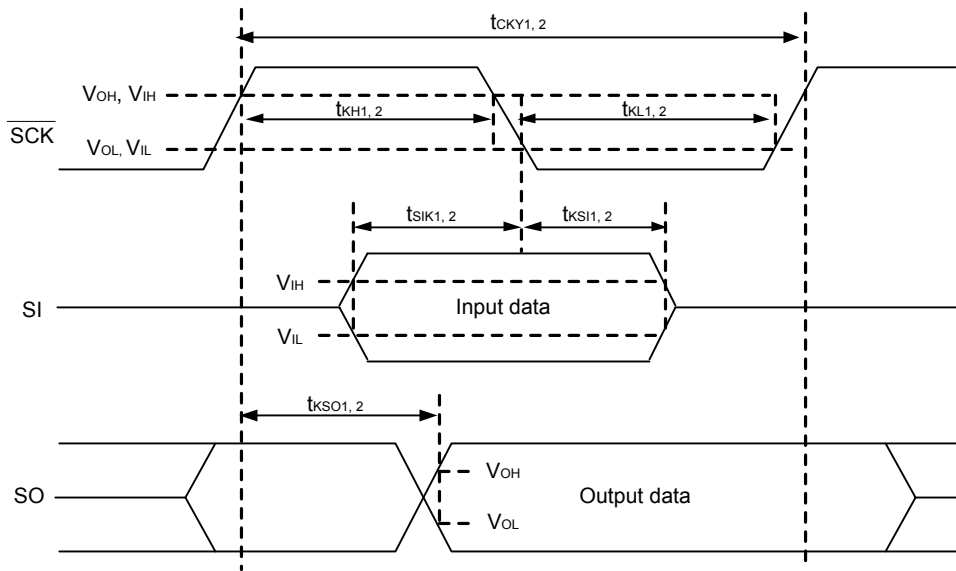 tCKY1, 2
VOH, VIH
tKH1, 2
tKL1, 2
SCK
VOL, VIL
tSIK1, 2
tKSI1, 2
VIH
SI
Input data
VIL
tKSO1, 2
VOH
SO
Output data
VOL